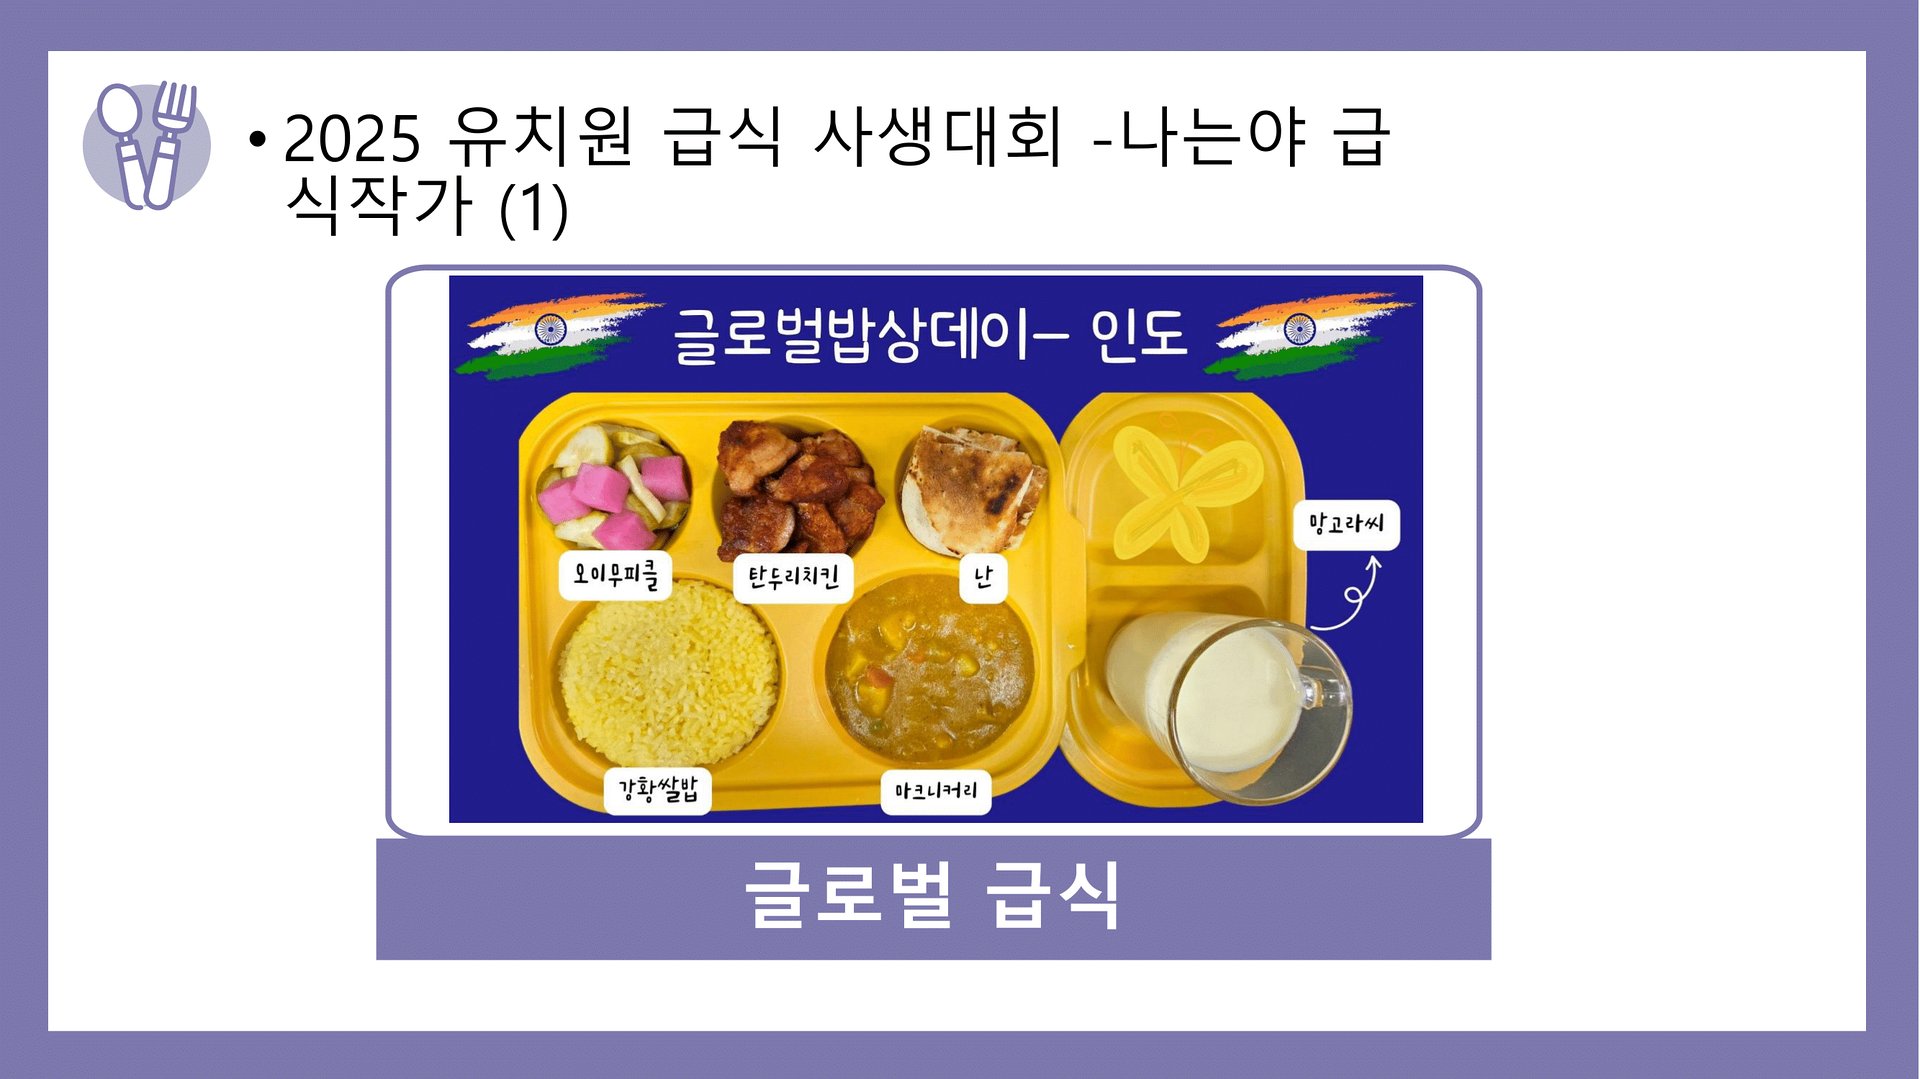 • 2025 유치원 급식 사생대회 -나는야 급
식작가 (1)
글로벌밥상데이- 인도
망고라씨
오이무피클
탄두리치킨
난
강황쌀밥
마크니커리
글로벌 급식